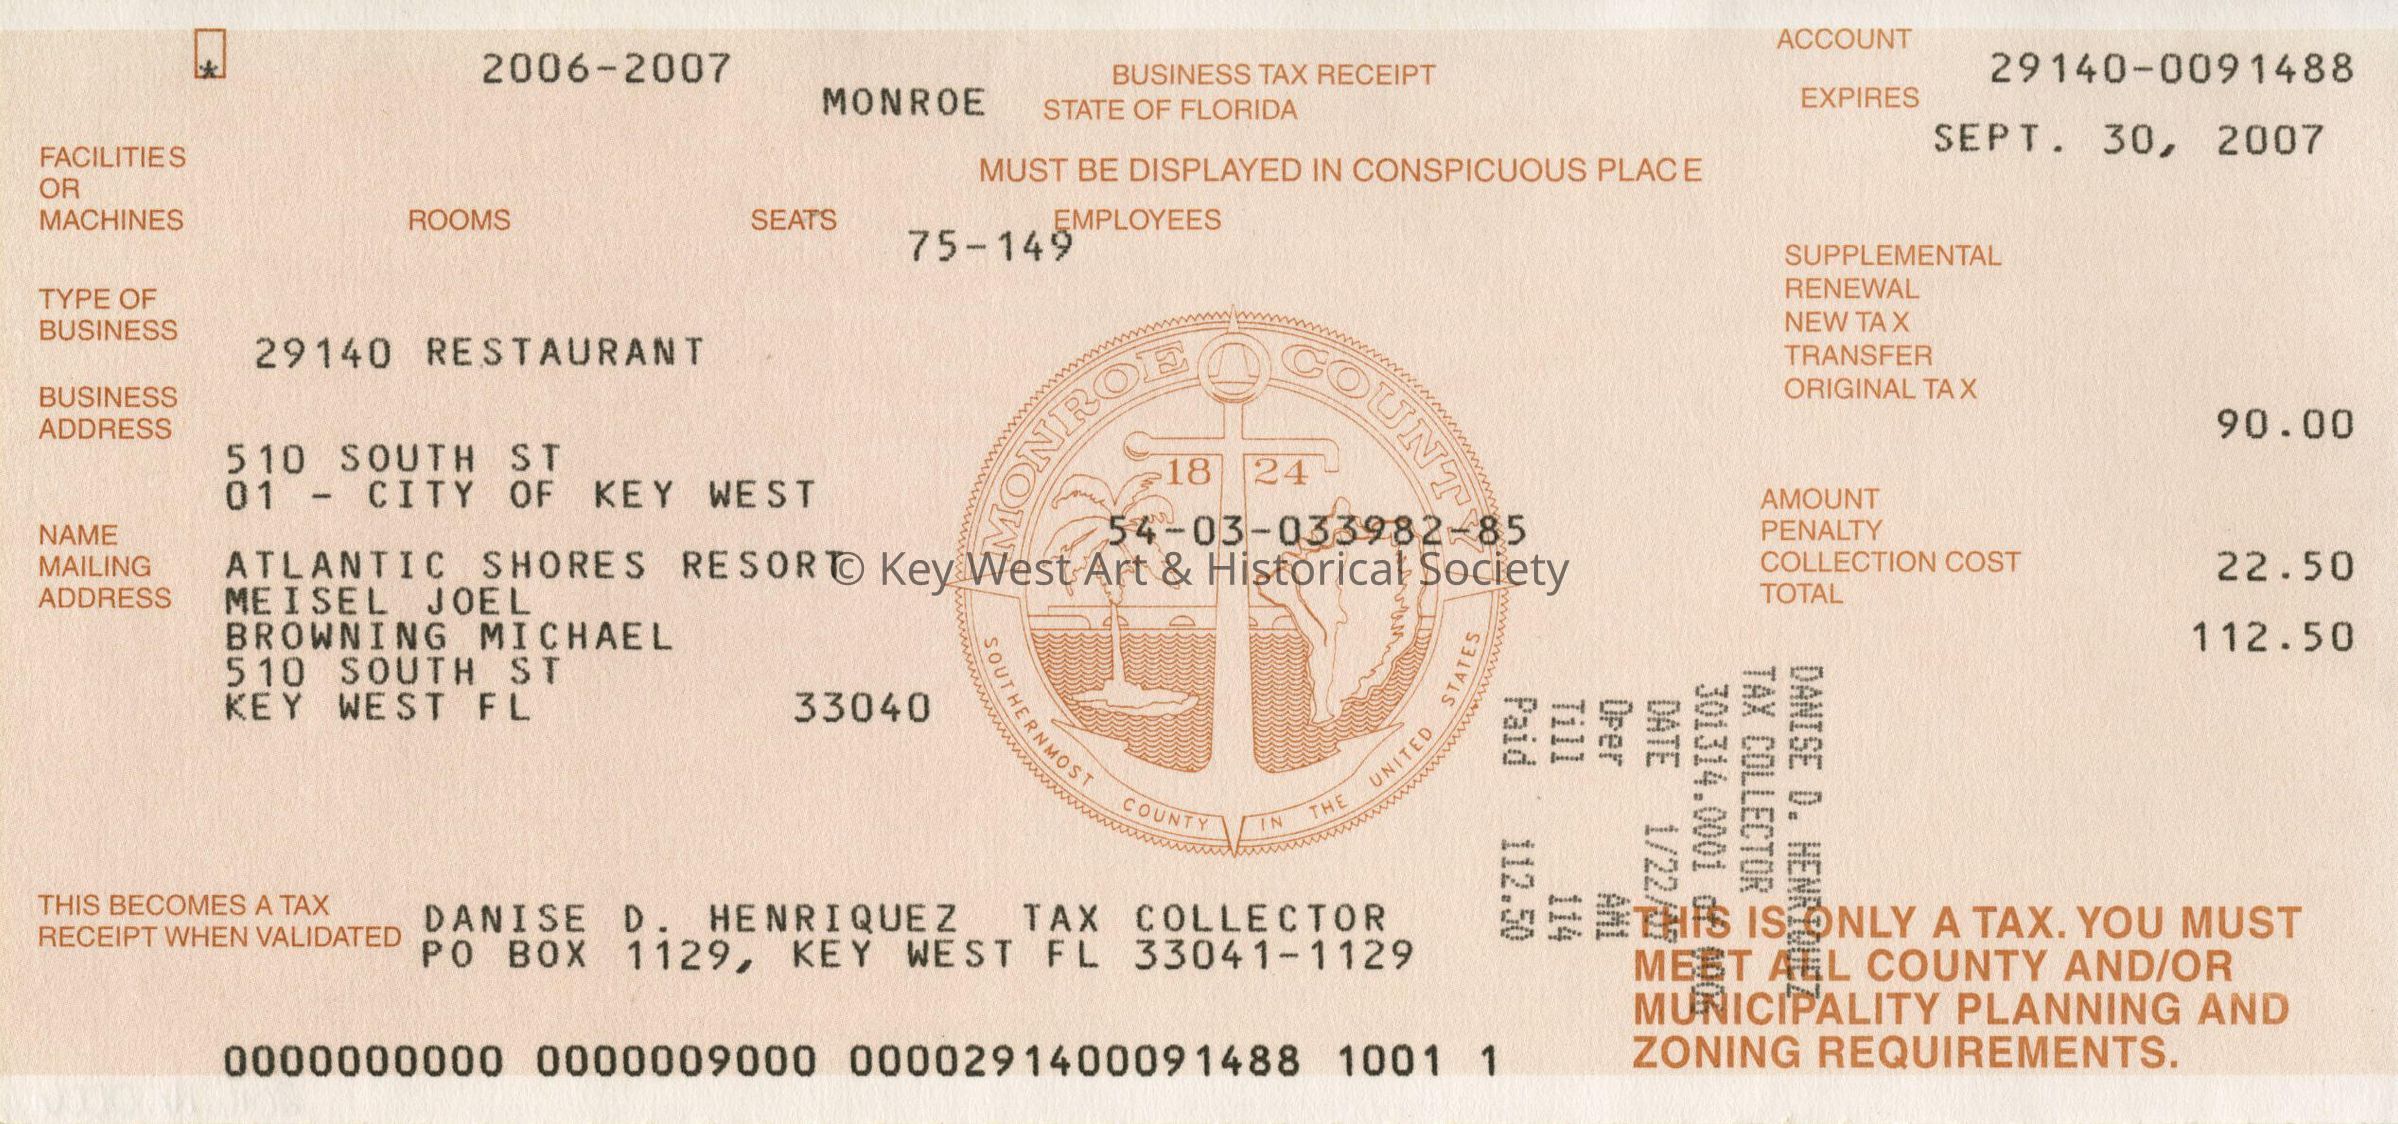 *
2006-2007
BUSINESS TAX RECEIPT
MONROE STATE OF FLORIDA
ACCOUNT
29140-0091488
EXPIRES
SEPT. 30, 2007
MUST BE DISPLAYED IN CONSPICUOUS PLACE
FACILITIES
OR
MACHINES
ROOMS
SEATS
75-149
EMPLOYEES
TYPE OF
BUSINESS
29140 RESTAURANT
BUSINESS
ADDRESS
510 SOUTH ST
01 - CITY OF KEY WEST
NAME
MAILING
ADDRESS
ATLANTIC SHORES RESORT
MEISEL JOEL
BROWNING MICHAEL
510 SOUTH ST
KEY WEST FL 33040
SUPPLEMENTAL
RENEWAL
NEW TAX
TRANSFER
ORIGINAL TAX
90.00
AMOUNT
PENALTY
COLLECTION COST
TOTAL
22.50
112.50
MONROE COUNTY
18 24
54-03-033982-85
© Key West Art & Historical Society
SOUTHERNMOST COUNTY IN THE UNITED STATES
DANISE D. HENRIQUEZ
TAX COLLECTOR
301314.0001
DATE
Oper AM1
Till 114
Paid 112.50
THIS BECOMES A TAX
RECEIPT WHEN VALIDATED
DANISE D. HENRIQUEZ TAX COLLECTOR
PO BOX 1129, KEY WEST FL 33041-1129
THIS IS ONLY A TAX. YOU MUST
MEET ALL COUNTY AND/OR
MUNICIPALITY PLANNING AND
ZONING REQUIREMENTS.
0000000000 0000009000 0000291400091488 1001 1